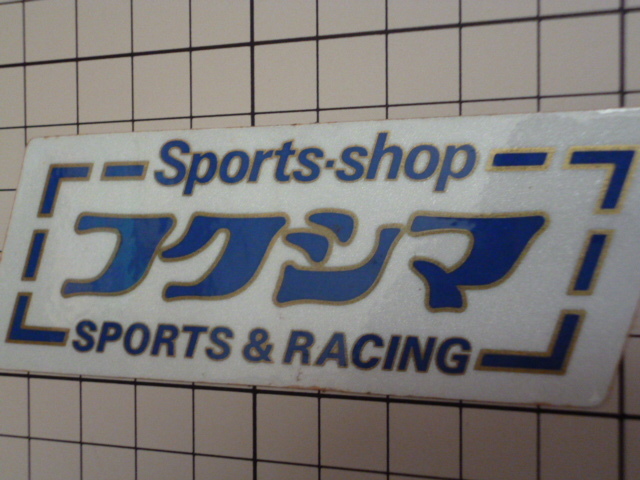 Sports·shop
フクシマ
SPORTS & RACING